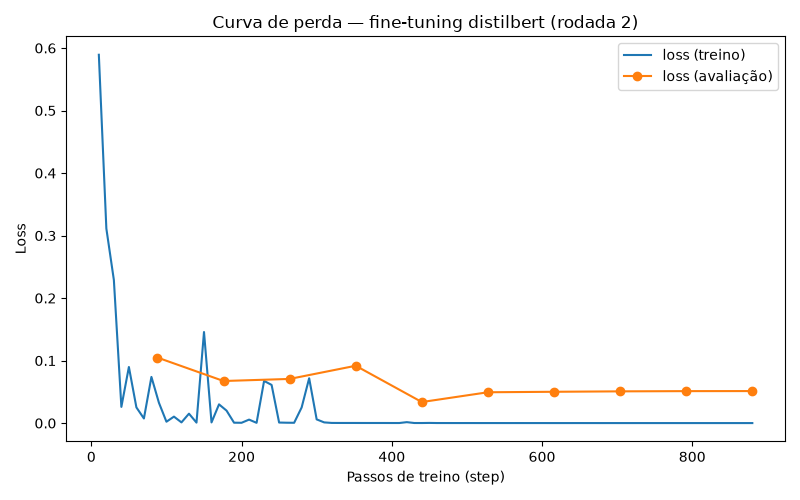 Curva de perda — fine-tuning distilbert (rodada 2)
loss (treino)
loss (avaliação)
Loss
0.6
0.5
0.4
0.3
0.2
0.1
0.0
0
200
400
600
800
Passos de treino (step)